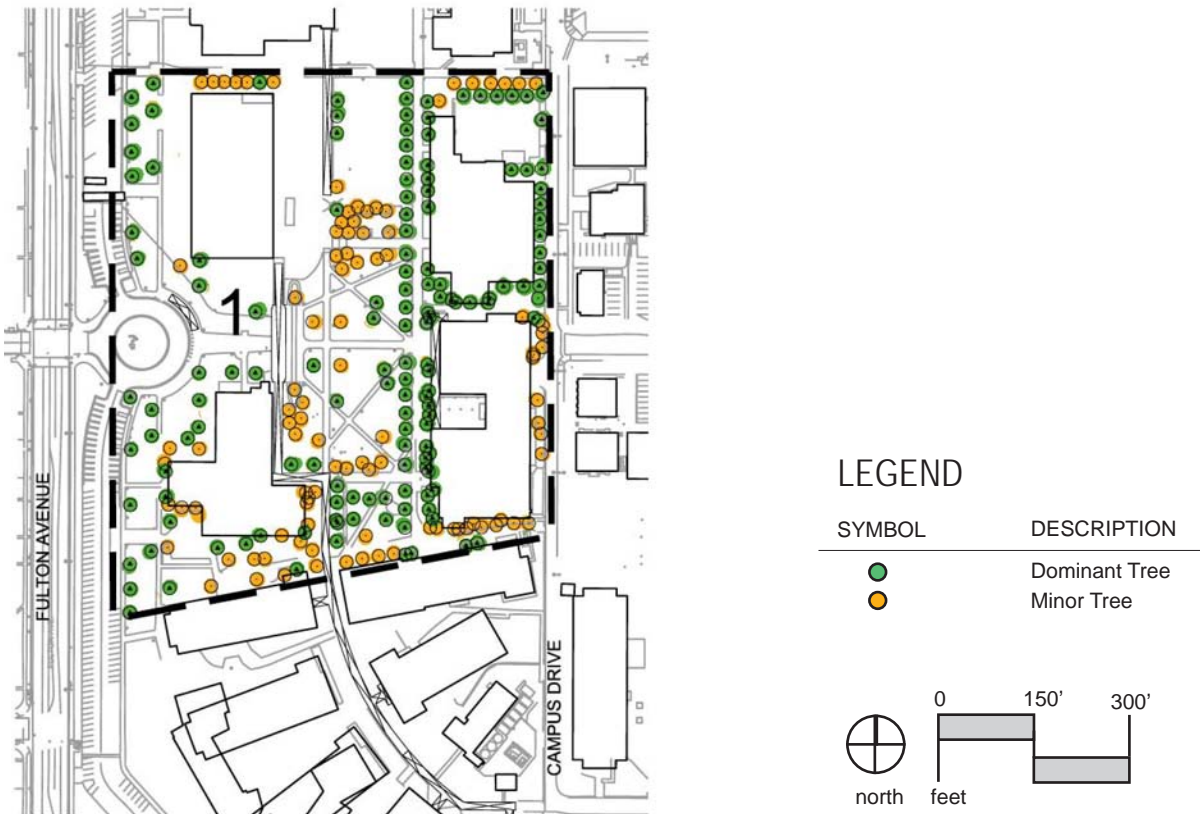 1
FULTON AVENUE
CAMPUS DRIVE
LEGEND
SYMBOL DESCRIPTION
Dominant Tree
Minor Tree
0 150' 300'
north feet